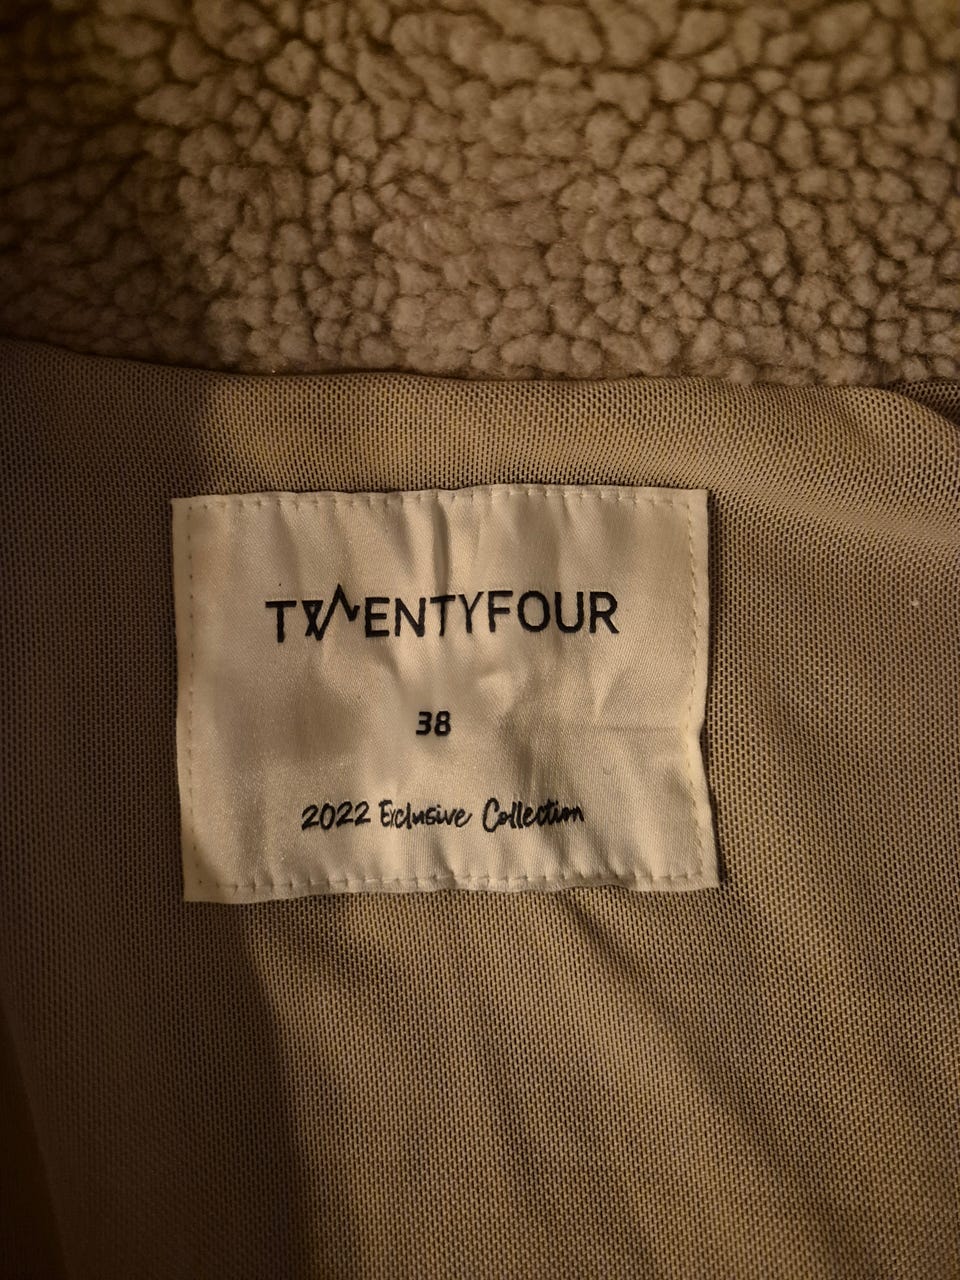 TWENTYFOUR
38
2022 Exclusive Collection